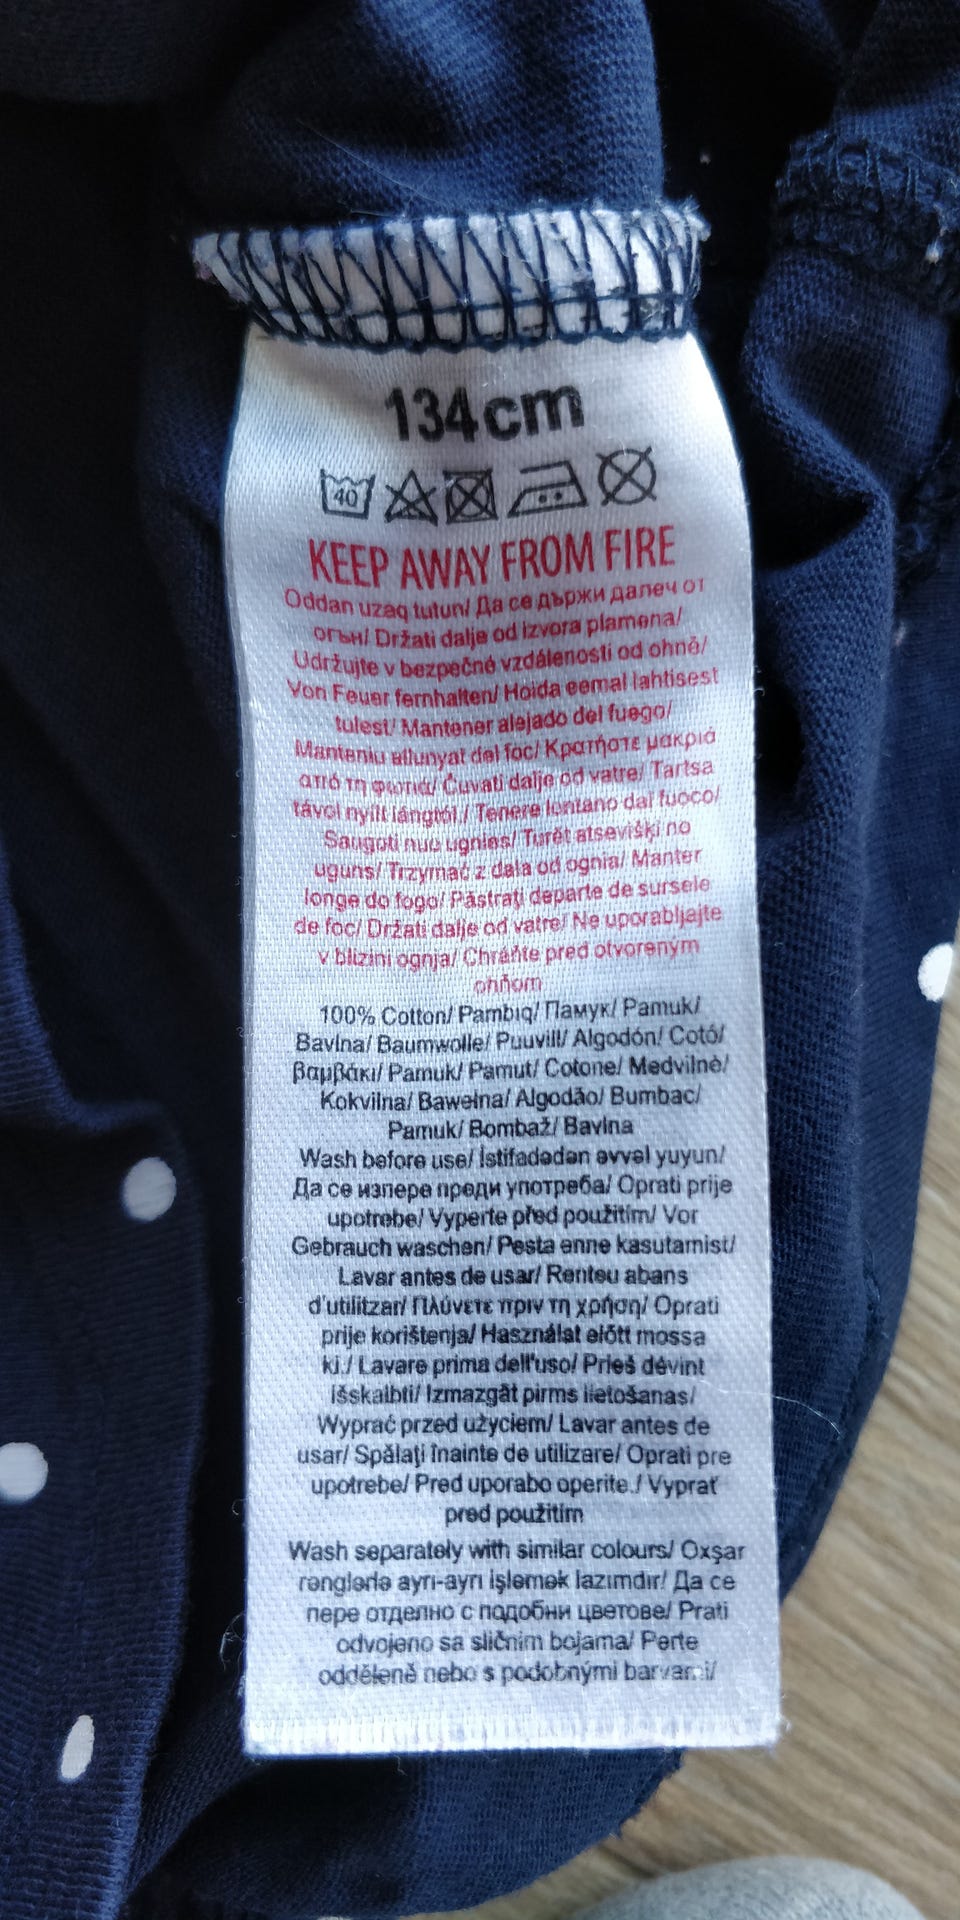 134cm
40
KEEP AWAY FROM FIRE
Oddan uzaq tutun/ Да се държи далеч от
огън/ Držati dalje od izvora plamena/
Udržujte v bezpečné vzdálenosti od ohně/
Von Feuer fernhalten/ Hoida eemal lahtisest
tulest/ Mantener alejado del fuego/
Manteniu allunyat del foc/ Κρατήστε μακριά
από τη φωτιά/ Čuvati dalje od vatre/ Tartsa
távol nyílt lángtól./ Tenere lontano dal fuoco/
Saugoti nuo ugnies/ Turēt atsevišķi no
uguns/ Trzymać z dala od ognia/ Manter
longe do fogo/ Păstraţi departe de sursele
de foc/ Držati dalje od vatre/ Ne uporabljajte
v blizini ognja/ Chráňte pred otvoreným
ohňom
100% Cotton/ Pambıq/ Памук/ Pamuk/
Bavlna/ Baumwolle/ Puuvill/ Algodón/ Cotó/
βαμβάκι/ Pamuk/ Pamut/ Cotone/ Medvilnė/
Kokvilna/ Bawełna/ Algodão/ Bumbac/
Pamuk/ Bombaž/ Bavlna
Wash before use/ İstifadədən əvvəl yuyun/
Да се изпере преди употреба/ Oprati prije
upotrebe/ Vyperte před použitím/ Vor
Gebrauch waschen/ Pesta enne kasutamist/
Lavar antes de usar/ Renteu abans
d'utilitzar/ Πλύνετε πριν τη χρήση/ Oprati
prije korištenja/ Használat előtt mossa
ki./ Lavare prima dell'uso/ Prieš dėvint
išskalbti/ Izmazgāt pirms lietošanas/
Wyprać przed użyciem/ Lavar antes de
usar/ Spălaţi înainte de utilizare/ Oprati pre
upotrebe/ Pred uporabo operite./ Vyprať
pred použitím
Wash separately with similar colours/ Oxşar
rənglərlə ayrı-ayrı işləmək lazımdır/ Да се
пере отделно с подобни цветове/ Prati
odvojeno sa sličnim bojama/ Perte
odděleně nebo s podobnými barvami/